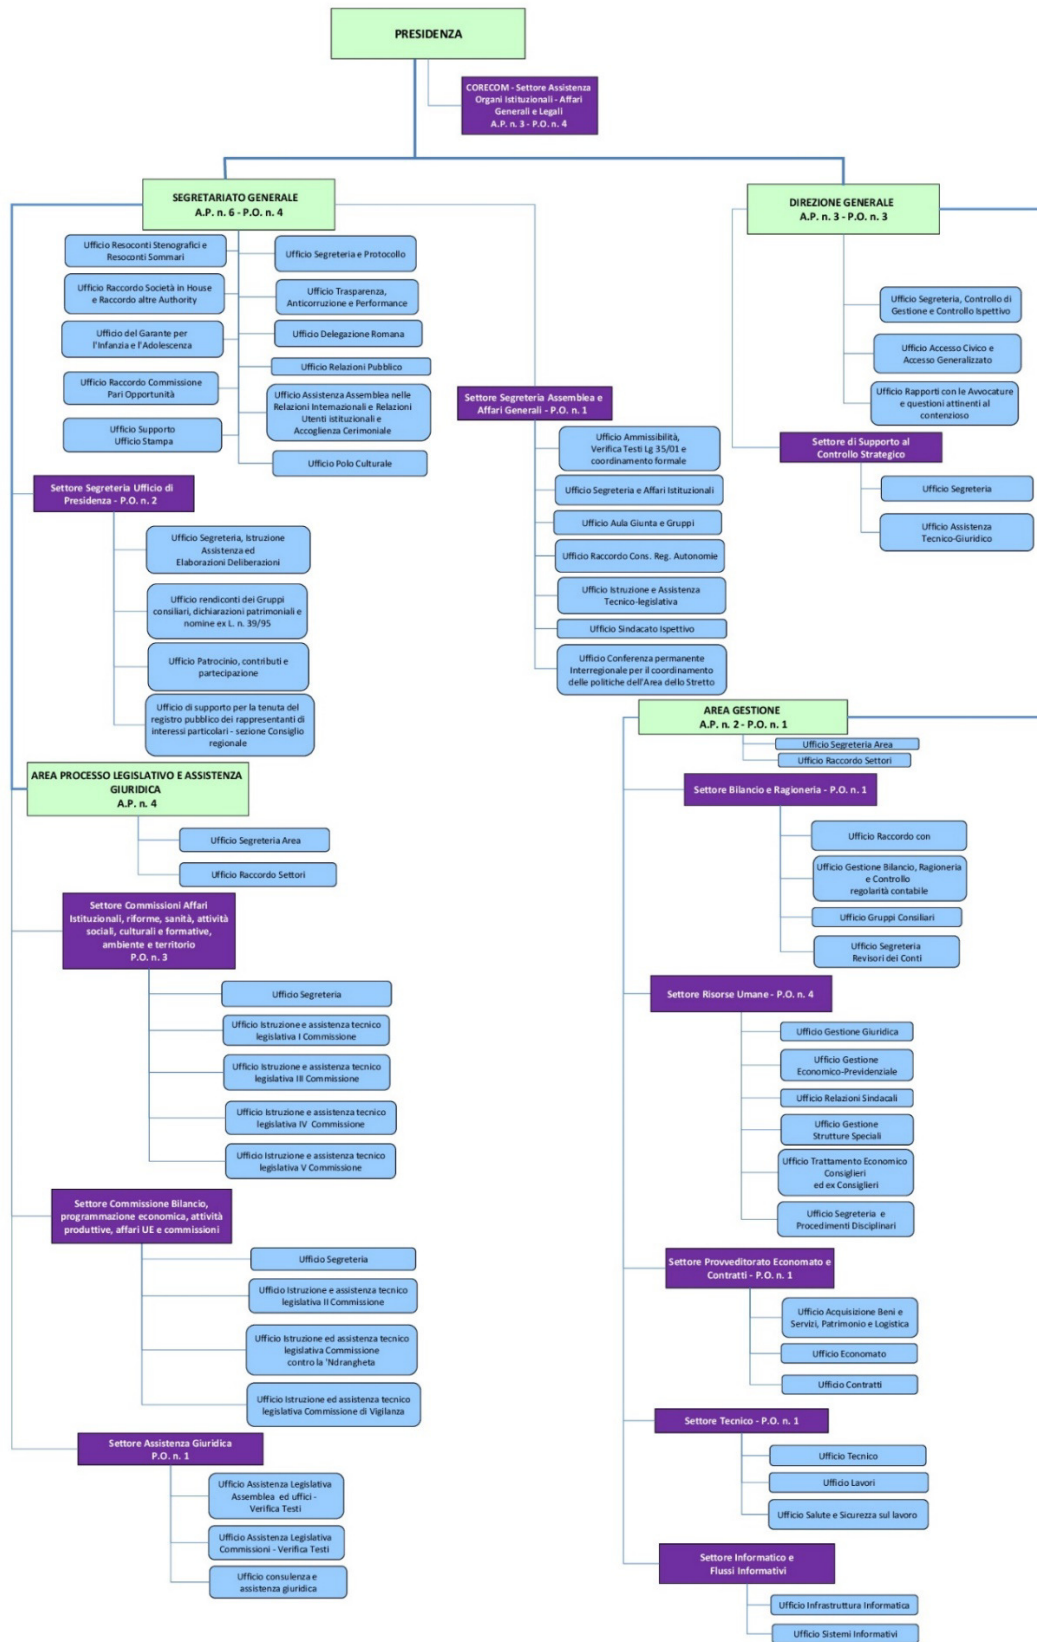 PRESIDENZA
CORECOM - Settore Assistenza
Organi Istituzionali - Affari
Generali e Legali
A.P. n. 3 - P.O. n. 4
SEGRETARIATO GENERALE
A.P. n. 6 - P.O. n. 4
Ufficio Resoconti Stenografici e
Resoconti Sommari
Ufficio Raccordo Società in House
e Raccordo altre Authority
Ufficio del Garante per
l'Infanzia e l'Adolescenza
Ufficio Raccordo Commissione
Pari Opportunità
Ufficio Supporto
Ufficio Stampa
Ufficio Segreteria e Protocollo
Ufficio Trasparenza,
Anticorruzione e Performance
Ufficio Delegazione Romana
Ufficio Relazioni Pubblico
Ufficio Assistenza Assemblea nelle
Relazioni Internazionali e Relazioni
Utenti istituzionali e
Accoglienza Cerimoniale
Ufficio Polo Culturale
Settore Segreteria Ufficio di
Presidenza - P.O. n. 2
Ufficio Segreteria, Istruzione
Assistenza ed
Elaborazioni Deliberazioni
Ufficio rendiconti dei Gruppi
consiliari, dichiarazioni patrimoniali e
nomine ex L. n. 39/95
Ufficio Patrocinio, contributi e
partecipazione
Ufficio di supporto per la tenuta del
registro pubblico dei rappresentanti di
interessi particolari - sezione Consiglio
regionale
Settore Segreteria Assemblea e
Affari Generali - P.O. n. 1
Ufficio Ammissibilità,
Verifica Testi Lg 35/01 e
coordinamento formale
Ufficio Segreteria e Affari Istituzionali
Ufficio Aula Giunta e Gruppi
Ufficio Raccordo Cons. Reg. Autonomie
Ufficio Istruzione e Assistenza
Tecnico-legislativa
Ufficio Sindacato Ispettivo
Ufficio Conferenza permanente
Interregionale per il coordinamento
delle politiche dell'Area dello Stretto
AREA PROCESSO LEGISLATIVO E ASSISTENZA
GIURIDICA
A.P. n. 4
Ufficio Segreteria Area
Ufficio Raccordo Settori
Settore Commissioni Affari
Istituzionali, riforme, sanità, attività
sociali, culturali e formative,
ambiente e territorio
P.O. n. 3
Ufficio Segreteria
Ufficio Istruzione e assistenza tecnico
legislativa I Commissione
Ufficio Istruzione e assistenza tecnico
legislativa III Commissione
Ufficio Istruzione e assistenza tecnico
legislativa IV Commissione
Ufficio Istruzione e assistenza tecnico
legislativa V Commissione
Settore Commissione Bilancio,
programmazione economica, attività
produttive, affari UE e commissioni
Ufficio Segreteria
Ufficio Istruzione e assistenza tecnico
legislativa II Commissione
Ufficio Istruzione ed assistenza tecnico
legislativa Commissione
contro la 'Ndrangheta
Ufficio Istruzione ed assistenza tecnico
legislativa Commissione di Vigilanza
Settore Assistenza Giuridica
P.O. n. 1
Ufficio Assistenza Legislativa
Assemblea ed uffici -
Verifica Testi
Ufficio Assistenza Legislativa
Commissioni - Verifica Testi
Ufficio consulenza e
assistenza giuridica
DIREZIONE GENERALE
A.P. n. 3 - P.O. n. 3
Ufficio Segreteria, Controllo di
Gestione e Controllo Ispettivo
Ufficio Accesso Civico e
Accesso Generalizzato
Ufficio Rapporti con le Avvocature
e questioni attinenti al
contenzioso
Settore di Supporto al
Controllo Strategico
Ufficio Segreteria
Ufficio Assistenza
Tecnico-Giuridico
AREA GESTIONE
A.P. n. 2 - P.O. n. 1
Ufficio Segreteria Area
Ufficio Raccordo Settori
Settore Bilancio e Ragioneria - P.O. n. 1
Ufficio Raccordo con
Ufficio Gestione Bilancio, Ragioneria
e Controllo
regolarità contabile
Ufficio Gruppi Consiliari
Ufficio Segreteria
Revisori dei Conti
Settore Risorse Umane - P.O. n. 4
Ufficio Gestione Giuridica
Ufficio Gestione
Economico-Previdenziale
Ufficio Relazioni Sindacali
Ufficio Gestione
Strutture Speciali
Ufficio Trattamento Economico
Consiglieri
ed ex Consiglieri
Ufficio Segreteria e
Procedimenti Disciplinari
Settore Provveditorato Economato e
Contratti - P.O. n. 1
Ufficio Acquisizione Beni e
Servizi, Patrimonio e Logistica
Ufficio Economato
Ufficio Contratti
Settore Tecnico - P.O. n. 1
Ufficio Tecnico
Ufficio Lavori
Ufficio Salute e Sicurezza sul lavoro
Settore Informatico e
Flussi Informativi
Ufficio Infrastruttura Informatica
Ufficio Sistemi Informativi